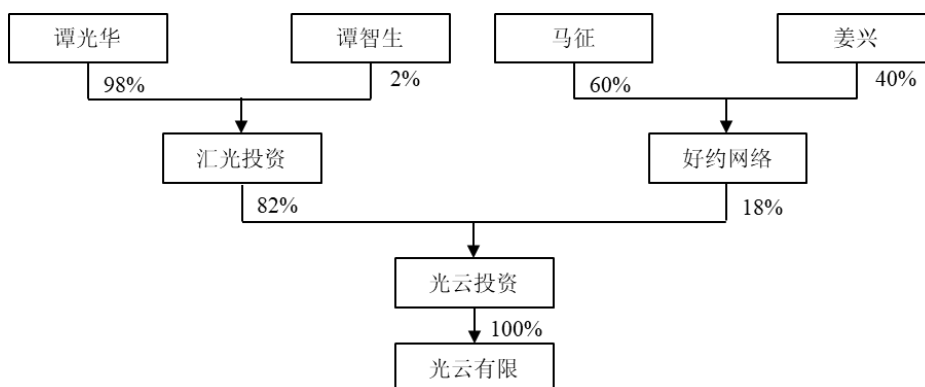 谭光华
谭智生
马征
姜兴
98%
2%
60%
40%
汇光投资
好约网络
82%
18%
光云投资
100%
光云有限